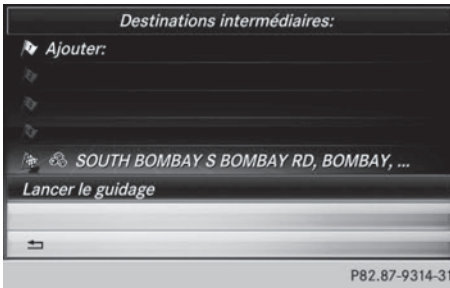 Destinations intermédiaires:
Ajouter:
SOUTH BOMBAY S BOMBAY RD, BOMBAY, ...
Lancer le guidage
P82.87-9314-31